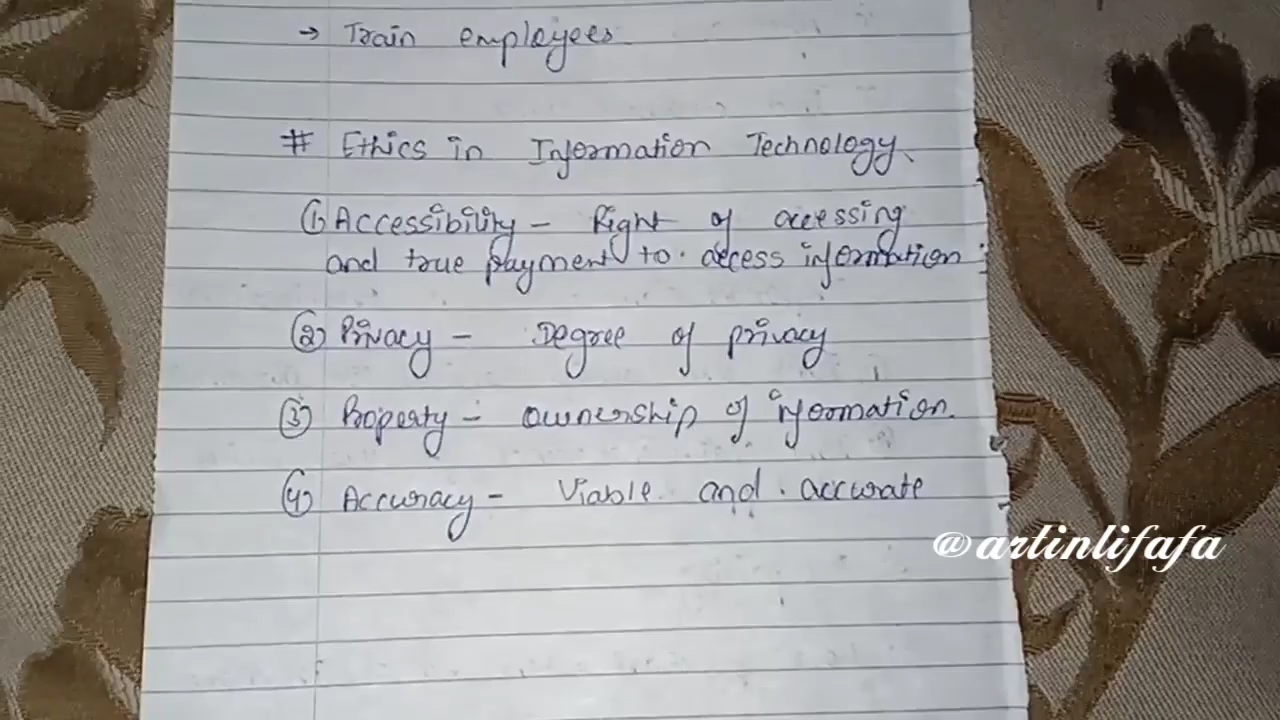 → Train employees
# Ethics in Information Technology
① Accessibility - Right of accessing
and true payment to access information
② Privacy - Degree of privacy
③ Property - ownership of information.
④ Accuracy - Viable and accurate
@artinlifafa